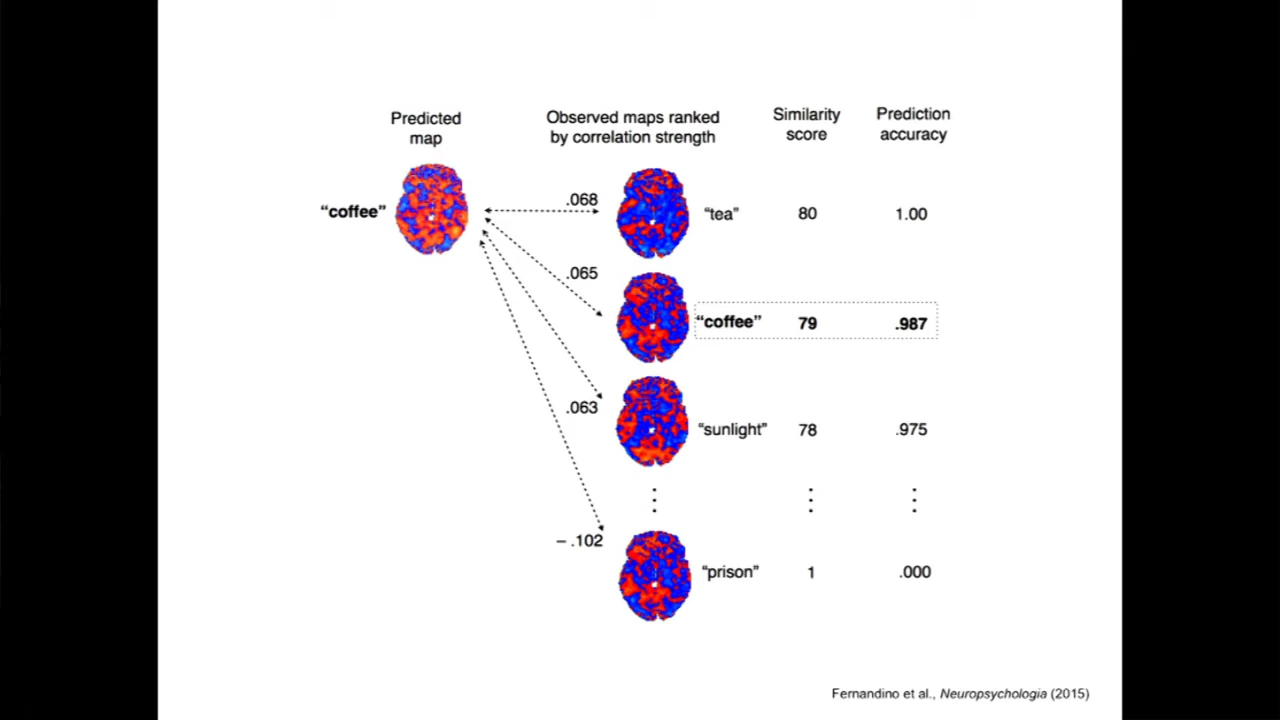 Predicted
map
Observed maps ranked
by correlation strength
Similarity
score
Prediction
accuracy
“coffee”
.068
“tea”
80
1.00
.065
“coffee”
79
.987
.063
“sunlight”
78
.975
– .102
“prison”
1
.000
Fernandino et al., Neuropsychologia (2015)